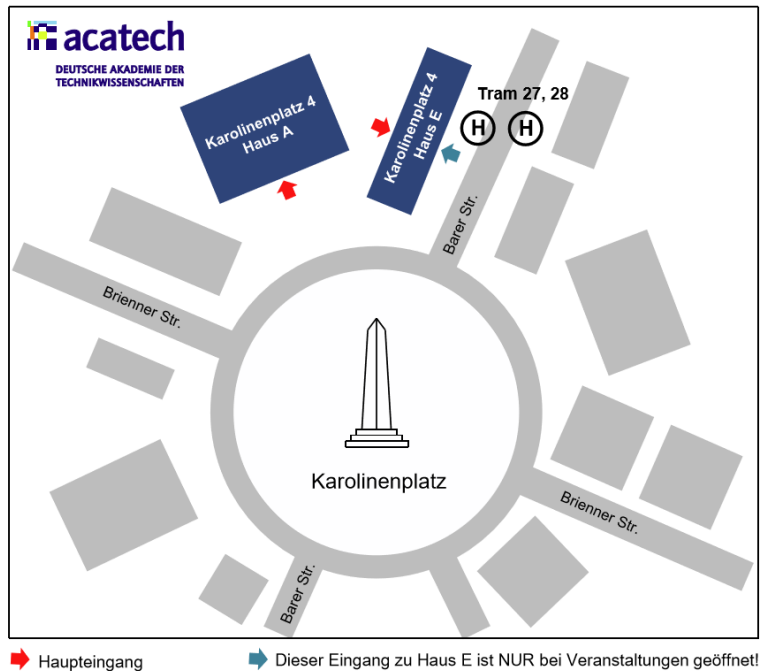 acatech
DEUTSCHE AKADEMIE DER
TECHNIKWISSENSCHAFTEN
Karolinenplatz 4
Haus A
Karolinenplatz 4
Haus E
Tram 27, 28
H H
Barer Str.
Brienner Str.
Karolinenplatz
Brienner Str.
Barer Str.
Haupteingang
Dieser Eingang zu Haus E ist NUR bei Veranstaltungen geöffnet!